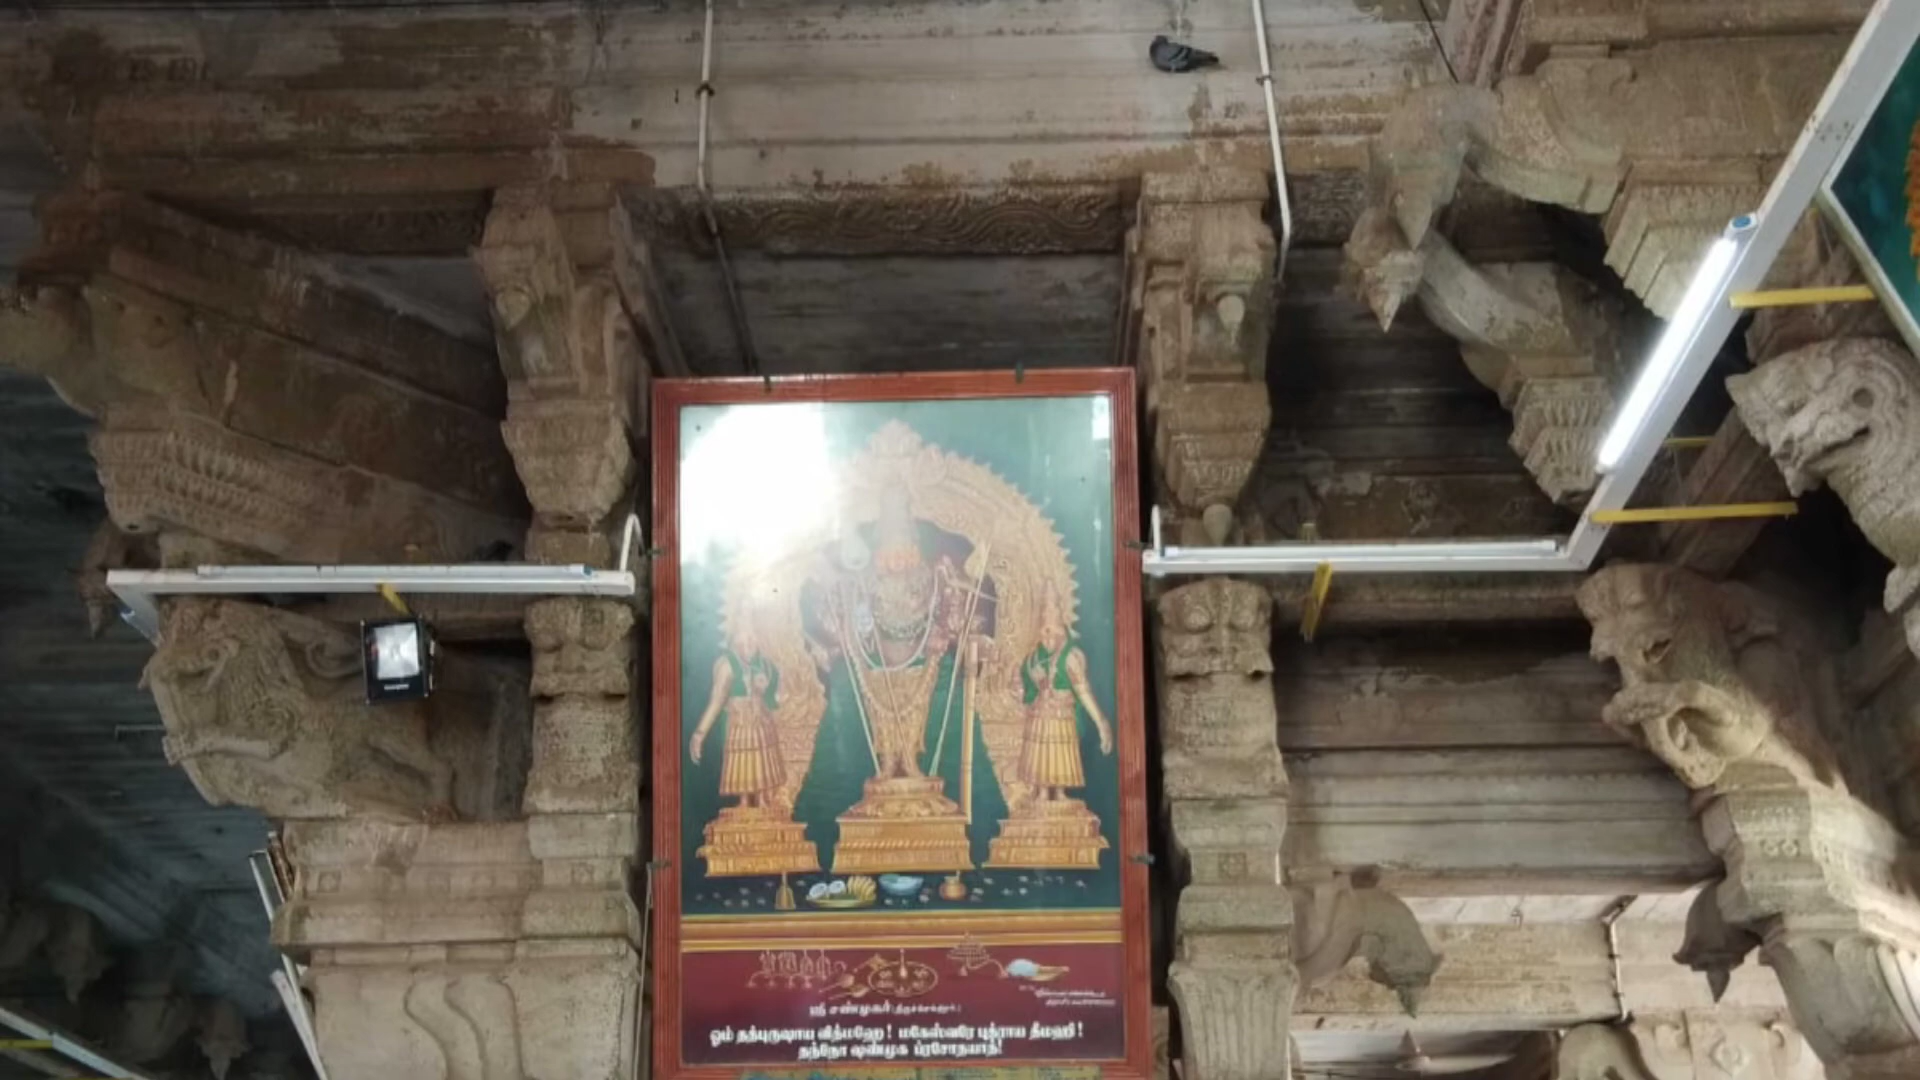 ஸ்ரீ சண்முகர் (திருச்செந்தூர்.)
ஓம் தத்புருஷாய வித்மஹே! மகேஸ்வரே புத்ராய தீமஹி!
தந்நோ ஷண்முக ப்ரசோதயாத்!